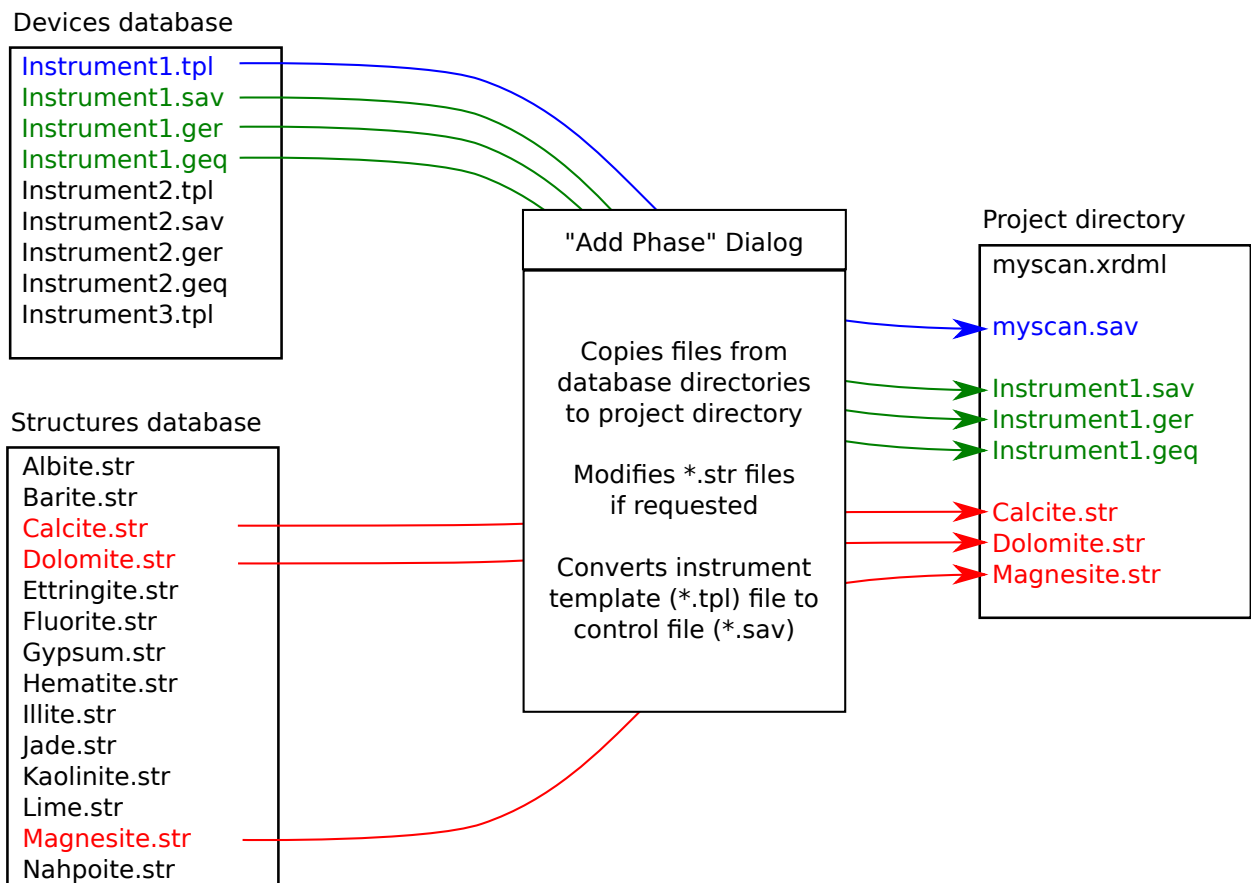 Devices database
Instrument1.tpl
Instrument1.sav
Instrument1.ger
Instrument1.geq
Instrument2.tpl
Instrument2.sav
Instrument2.ger
Instrument2.geq
Instrument3.tpl
Structures database
Albite.str
Barite.str
Calcite.str
Dolomite.str
Ettringite.str
Fluorite.str
Gypsum.str
Hematite.str
Illite.str
Jade.str
Kaolinite.str
Lime.str
Magnesite.str
Nahpoite.str
"Add Phase" Dialog
Copies files from
database directories
to project directory
Modifies *.str files
if requested
Converts instrument
template (*.tpl) file to
control file (*.sav)
Project directory
myscan.xrdml
myscan.sav
Instrument1.sav
Instrument1.ger
Instrument1.geq
Calcite.str
Dolomite.str
Magnesite.str